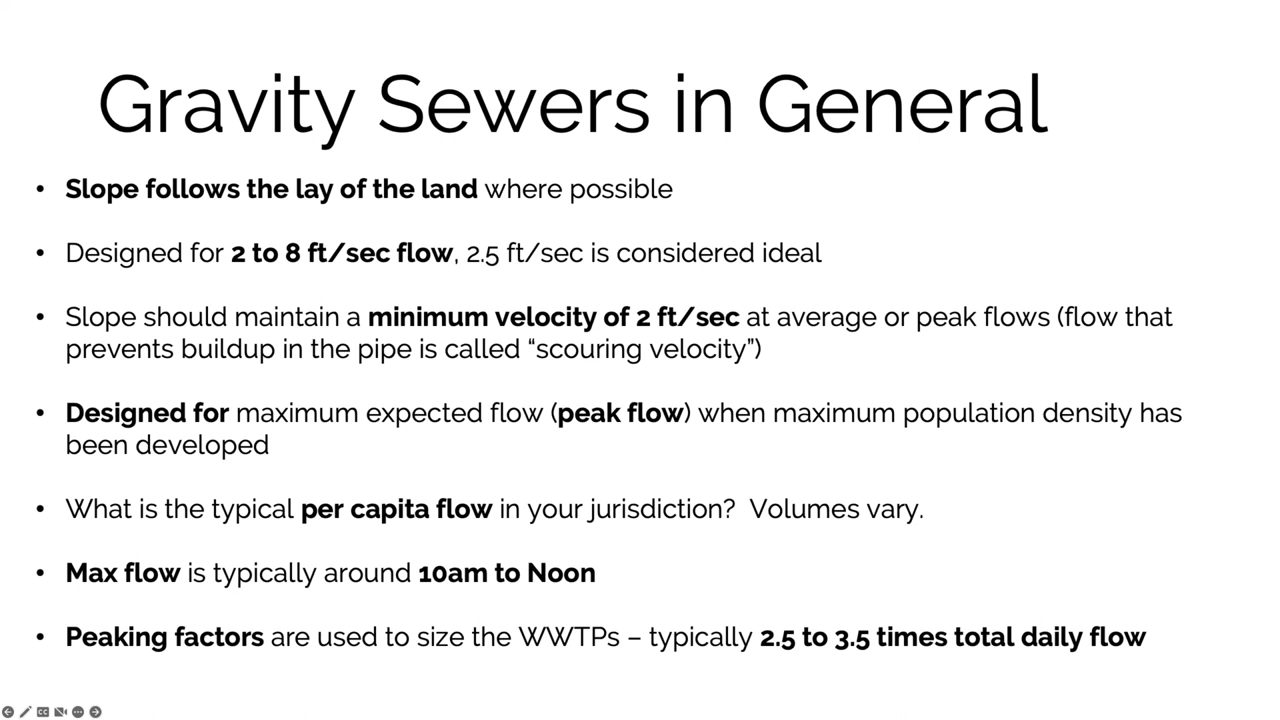 Gravity Sewers in General
• Slope follows the lay of the land where possible
• Designed for 2 to 8 ft/sec flow, 2.5 ft/sec is considered ideal
• Slope should maintain a minimum velocity of 2 ft/sec at average or peak flows (flow that
prevents buildup in the pipe is called “scouring velocity”)
• Designed for maximum expected flow (peak flow) when maximum population density has
been developed
• What is the typical per capita flow in your jurisdiction?  Volumes vary.
• Max flow is typically around 10am to Noon
• Peaking factors are used to size the WWTPs – typically 2.5 to 3.5 times total daily flow
CC